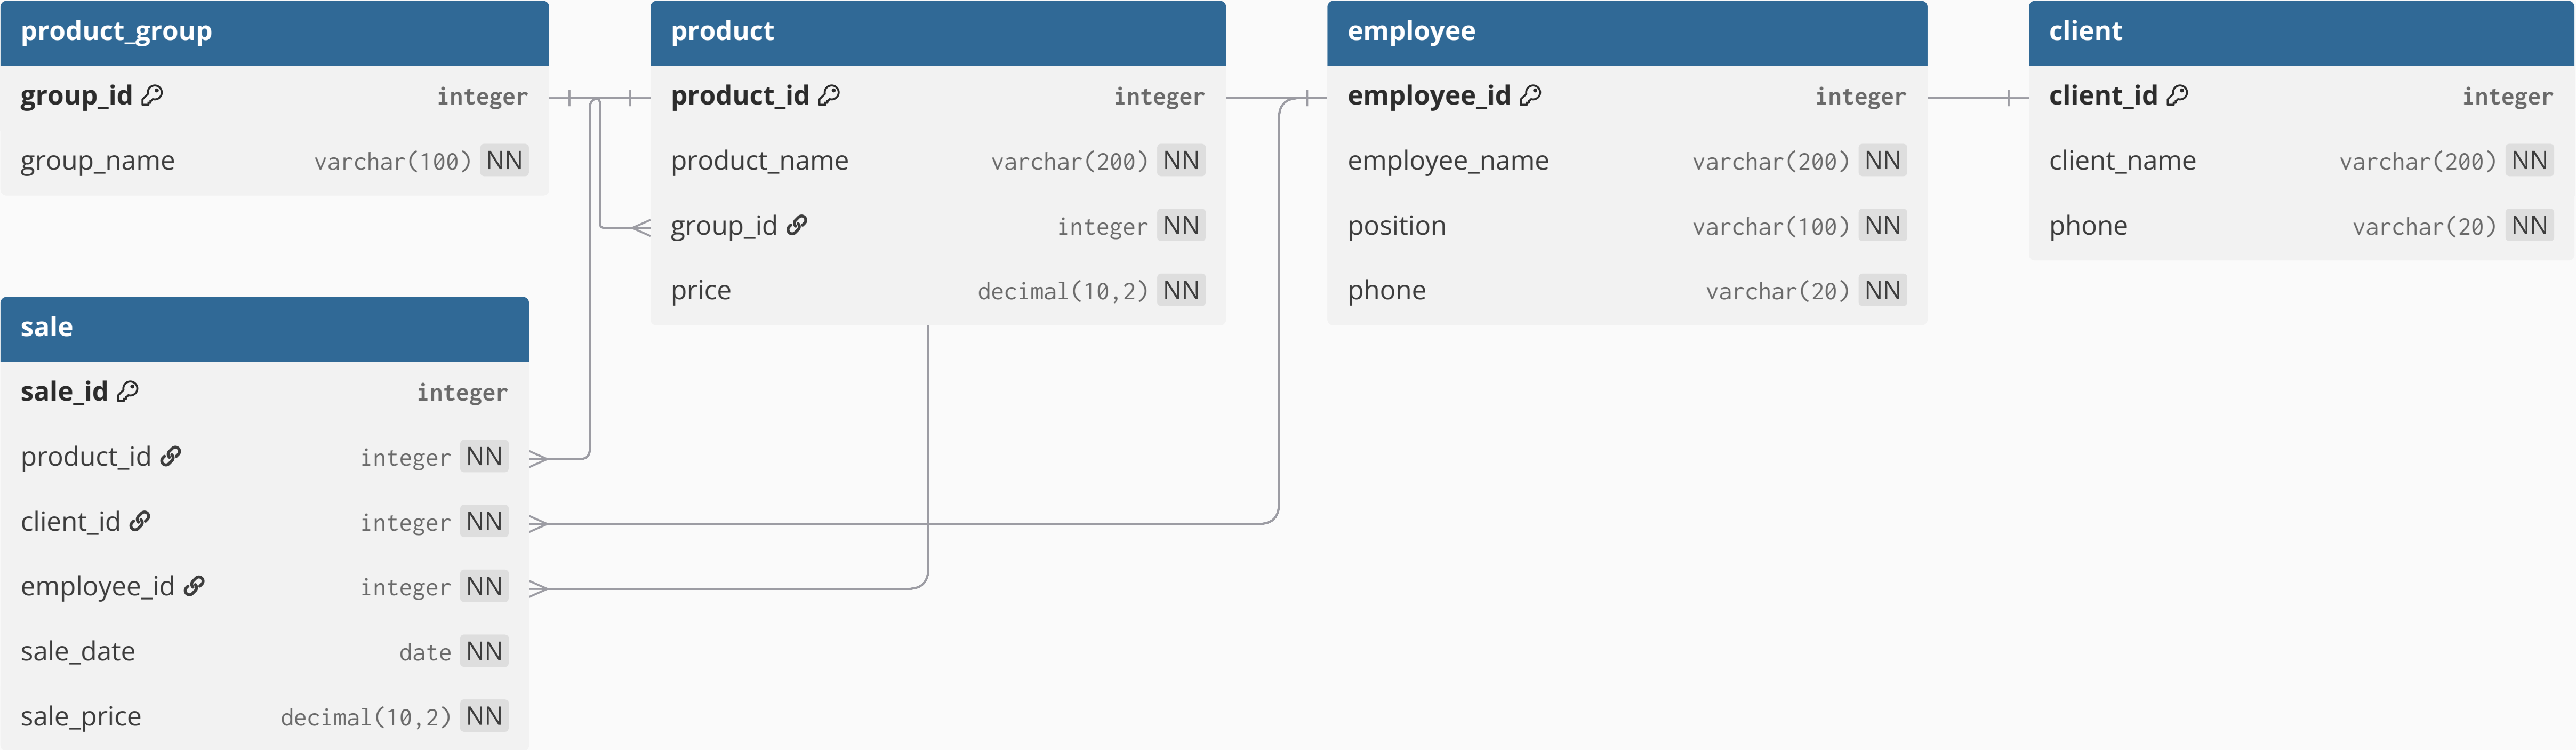 product_group
group_id integer
group_name varchar(100) NN
product
product_id integer
product_name varchar(200) NN
group_id integer NN
price decimal(10,2) NN
employee
employee_id integer
employee_name varchar(200) NN
position varchar(100) NN
phone varchar(20) NN
client
client_id integer
client_name varchar(200) NN
phone varchar(20) NN
sale
sale_id integer
product_id integer NN
client_id integer NN
employee_id integer NN
sale_date date NN
sale_price decimal(10,2) NN